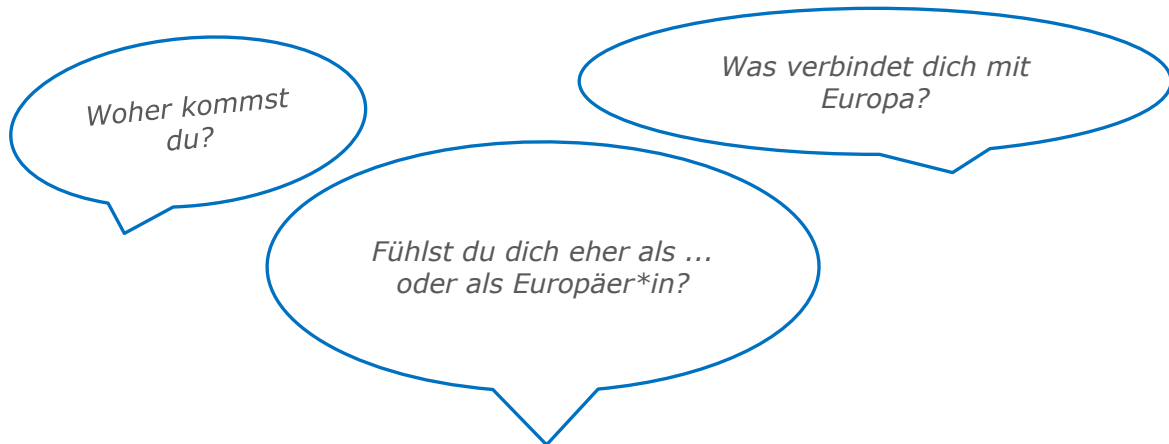 Woher kommst
du?
Was verbindet dich mit
Europa?
Fühlst du dich eher als ...
oder als Europäer*in?